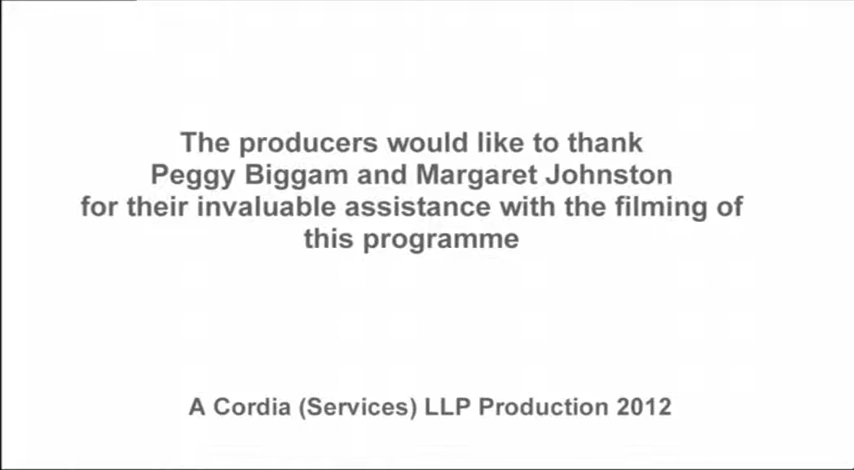 The producers would like to thank
Peggy Biggam and Margaret Johnston
for their invaluable assistance with the filming of
this programme
A Cordia (Services) LLP Production 2012